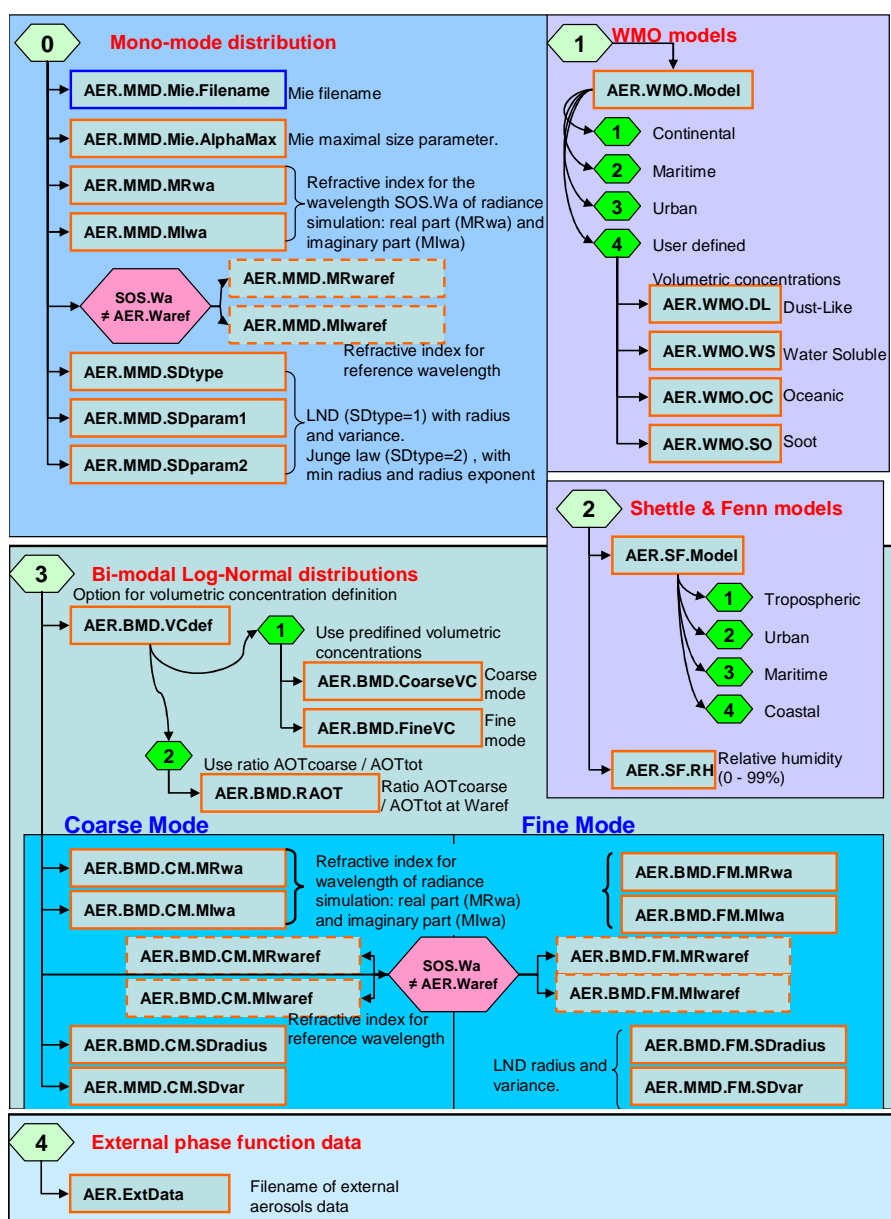 0
Mono-mode distribution
AER.MMD.Mie.Filename
Mie filename
AER.MMD.Mie.AlphaMax
Mie maximal size parameter.
AER.MMD.MRwa
AER.MMD.MIwa
Refractive index for the
wavelength SOS.Wa of radiance
simulation: real part (MRwa) and
imaginary part (MIwa)
SOS.Wa
≠ AER.Waref
AER.MMD.MRwaref
AER.MMD.MIwaref
Refractive index for
reference wavelength
AER.MMD.SDtype
AER.MMD.SDparam1
AER.MMD.SDparam2
LND (SDtype=1) with radius
and variance.
Junge law (SDtype=2) , with
min radius and radius exponent
1
WMO models
AER.WMO.Model
1
Continental
2
Maritime
3
Urban
4
User defined
Volumetric concentrations
AER.WMO.DL
Dust-Like
AER.WMO.WS
Water Soluble
AER.WMO.OC
Oceanic
AER.WMO.SO
Soot
2
Shettle & Fenn models
AER.SF.Model
1
Tropospheric
2
Urban
3
Maritime
4
Coastal
AER.SF.RH
Relative humidity
(0 - 99%)
3
Bi-modal Log-Normal distributions
Option for volumetric concentration definition
AER.BMD.VCdef
1
Use predifined volumetric
concentrations
AER.BMD.CoarseVC
Coarse
mode
AER.BMD.FineVC
Fine
mode
2
Use ratio AOTcoarse / AOTtot
AER.BMD.RAOT
Ratio AOTcoarse
/ AOTtot at Waref
Coarse Mode
Fine Mode
AER.BMD.CM.MRwa
AER.BMD.CM.MIwa
Refractive index for
wavelength of radiance
simulation: real part (MRwa)
and imaginary part (MIwa)
AER.BMD.FM.MRwa
AER.BMD.FM.MIwa
AER.BMD.CM.MRwaref
AER.BMD.CM.MIwaref
SOS.Wa
≠ AER.Waref
AER.BMD.FM.MRwaref
AER.BMD.FM.MIwaref
Refractive index for
reference wavelength
AER.BMD.CM.SDradius
AER.MMD.CM.SDvar
LND radius and
variance.
AER.BMD.FM.SDradius
AER.MMD.FM.SDvar
4
External phase function data
AER.ExtData
Filename of external
aerosols data